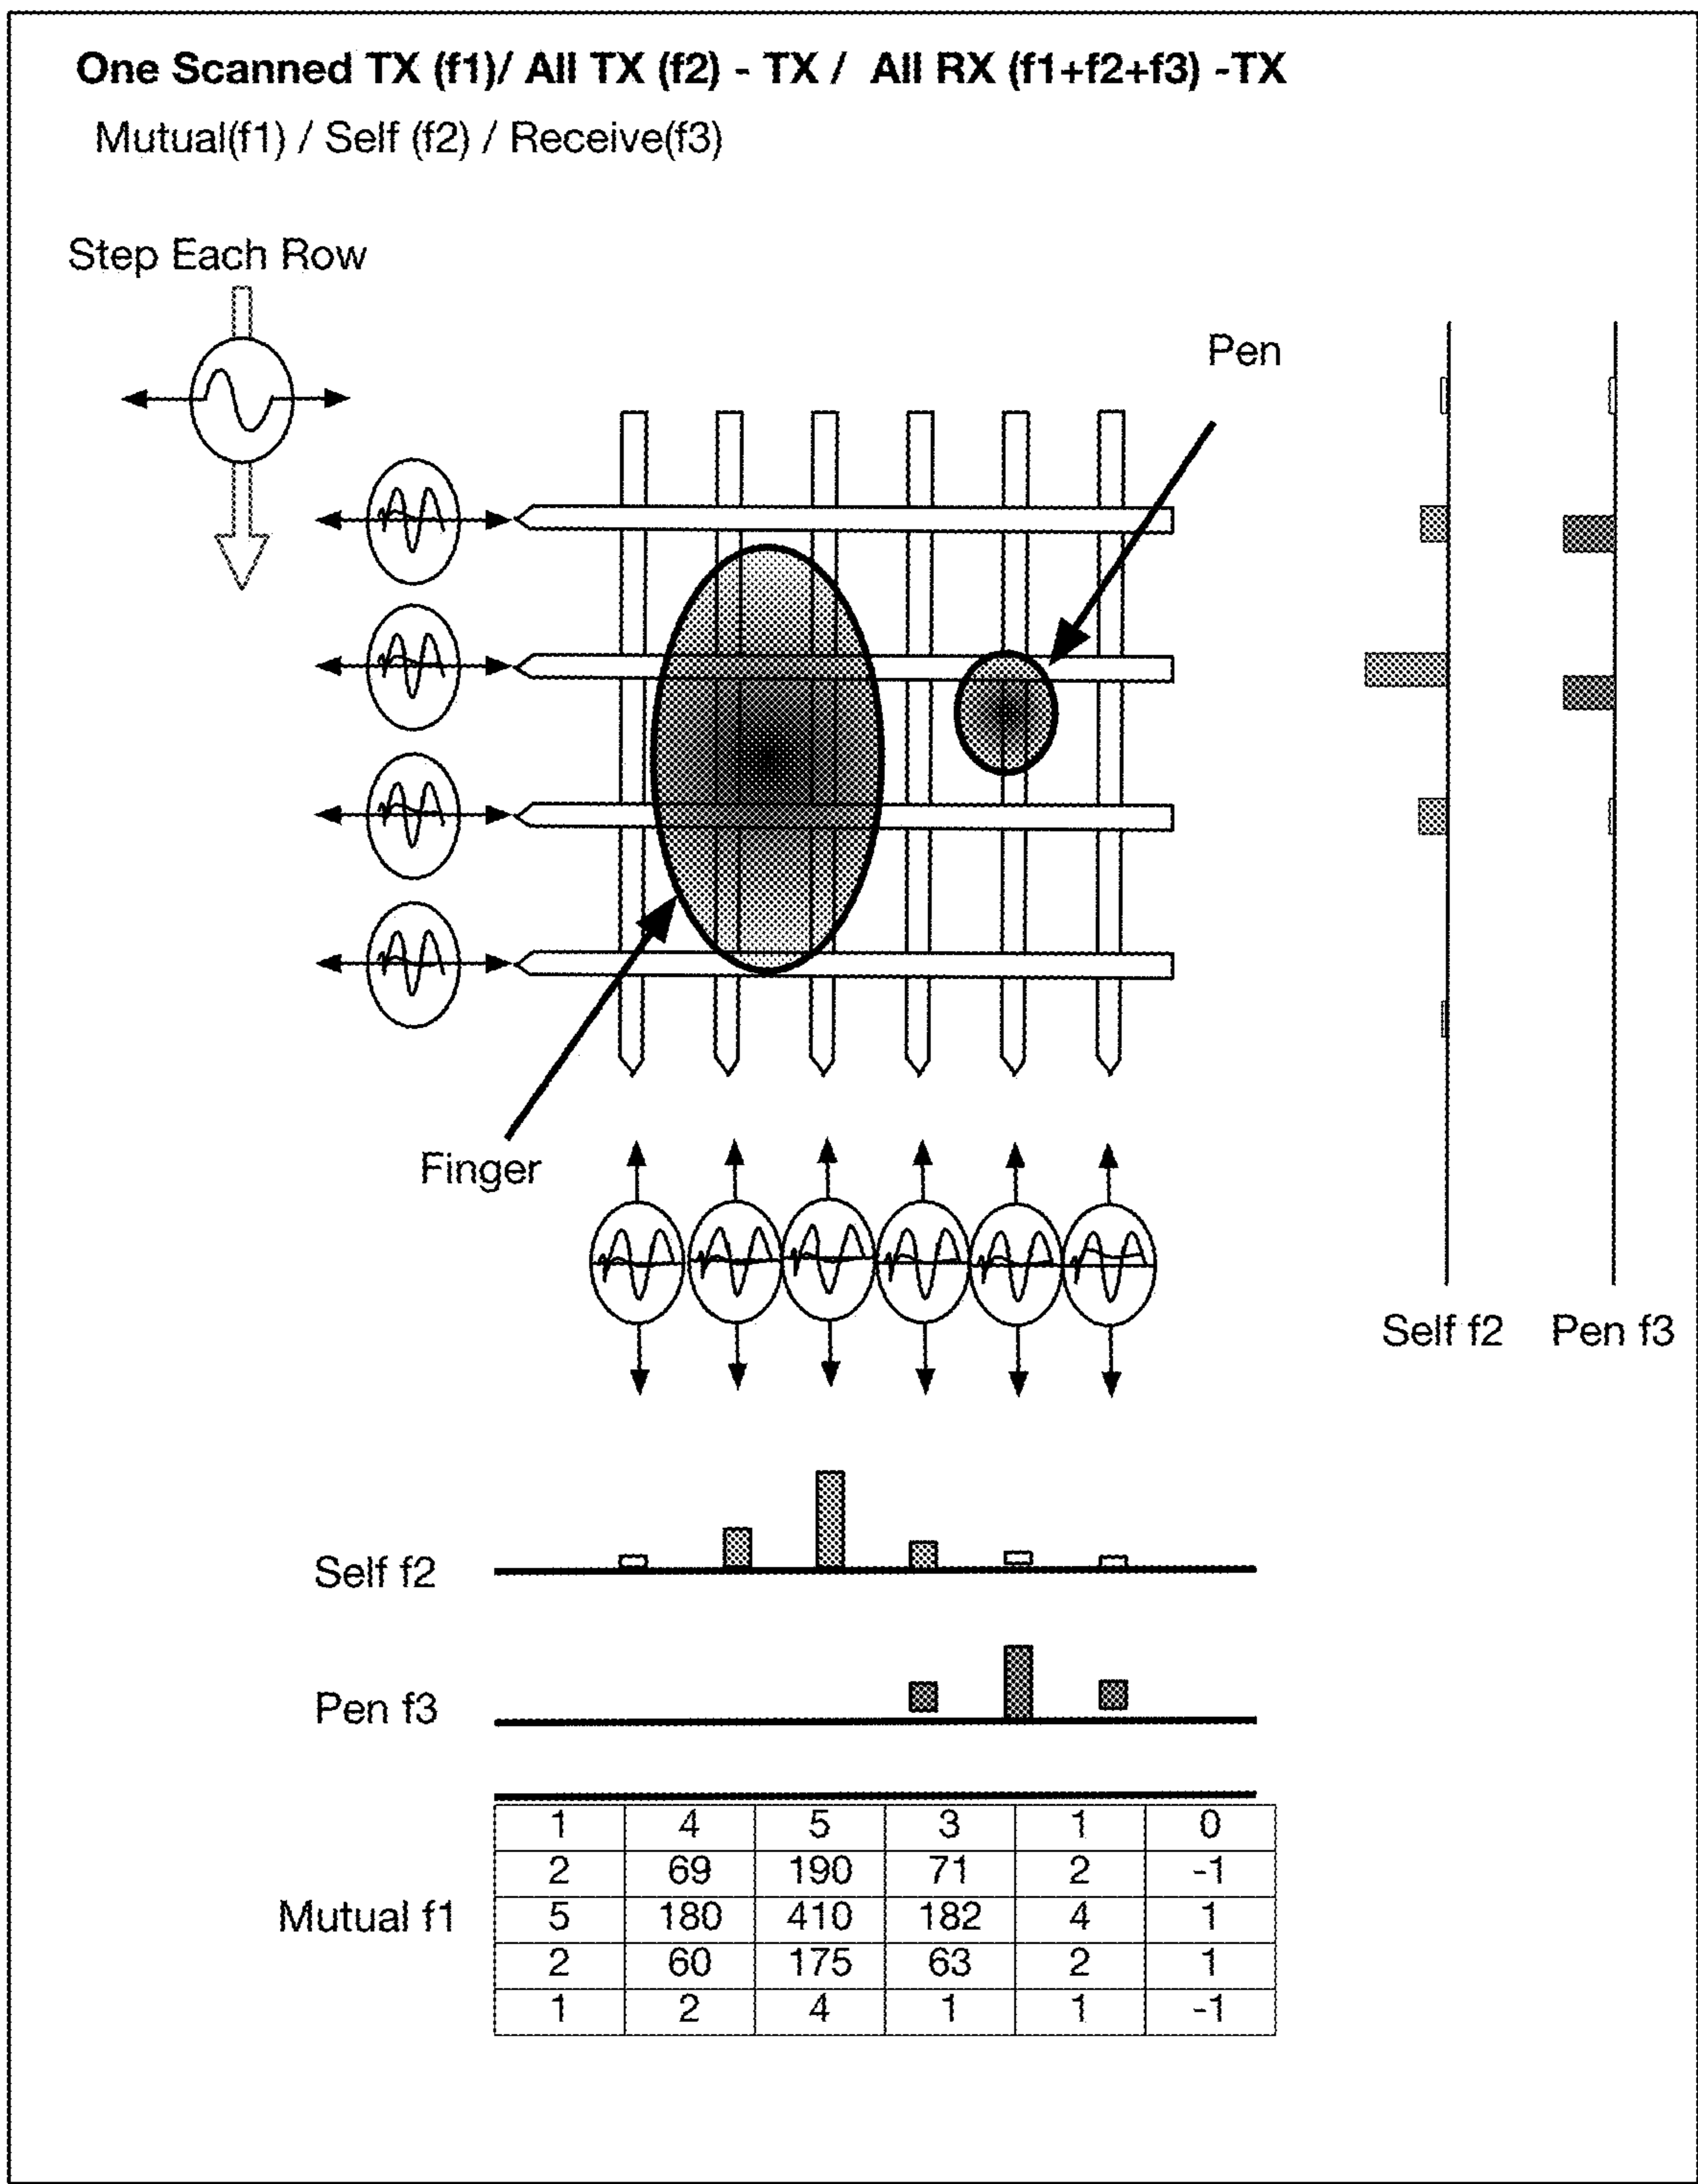 One Scanned TX (f1)/ All TX (f2) - TX / All RX (f1+f2+f3) -TX
Mutual(f1) / Self (f2) / Receive(f3)
Step Each Row
Pen
Finger
Self f2 Pen f3
Self f2
Pen f3
Mutual f1
1 4 5 3 1 0
2 69 190 71 2 -1
5 180 410 182 4 1
2 60 175 63 2 1
1 2 4 1 1 -1